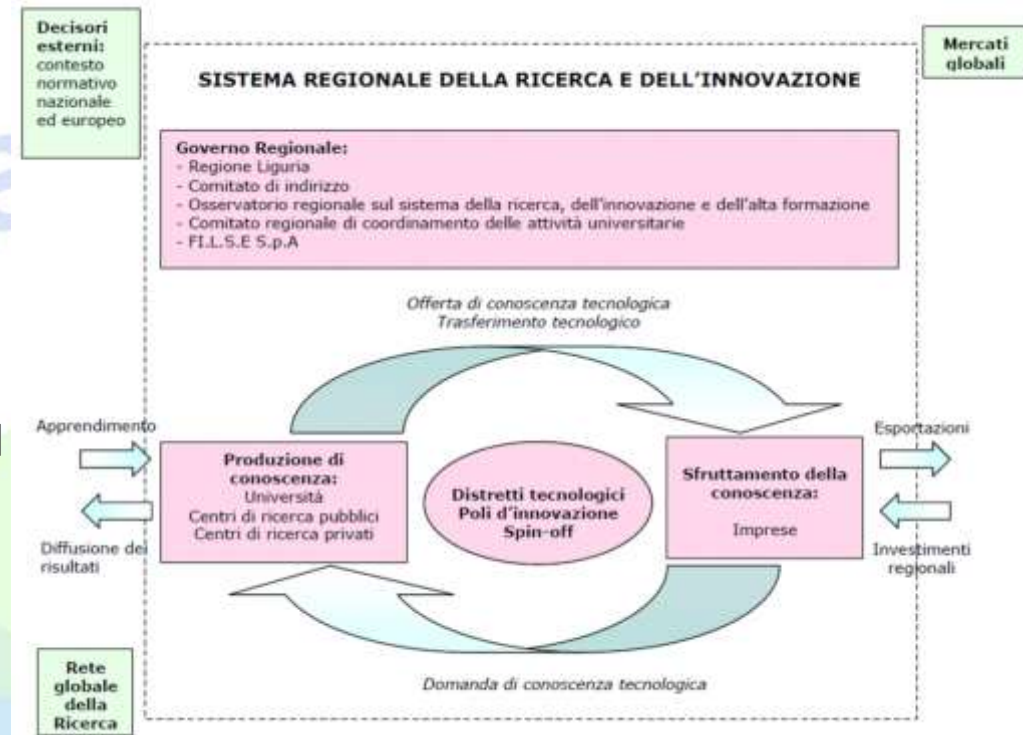 Decisori
esterni:
contesto
normativo
nazionale
ed europeo
Mercati
globali
SISTEMA REGIONALE DELLA RICERCA E DELL'INNOVAZIONE
Governo Regionale:
- Regione Liguria
- Comitato di indirizzo
- Osservatorio regionale sul sistema della ricerca, dell'innovazione e dell'alta formazione
- Comitato regionale di coordinamento delle attività universitarie
- FI.L.S.E S.p.A
Offerta di conoscenza tecnologica
Trasferimento tecnologico
Apprendimento
Diffusione dei
risultati
Produzione di
conoscenza:
Università
Centri di ricerca pubblici
Centri di ricerca privati
Distretti tecnologici
Poli d'innovazione
Spin-off
Sfruttamento della
conoscenza:
Imprese
Esportazioni
Investimenti
regionali
Domanda di conoscenza tecnologica
Rete
globale
della
Ricerca